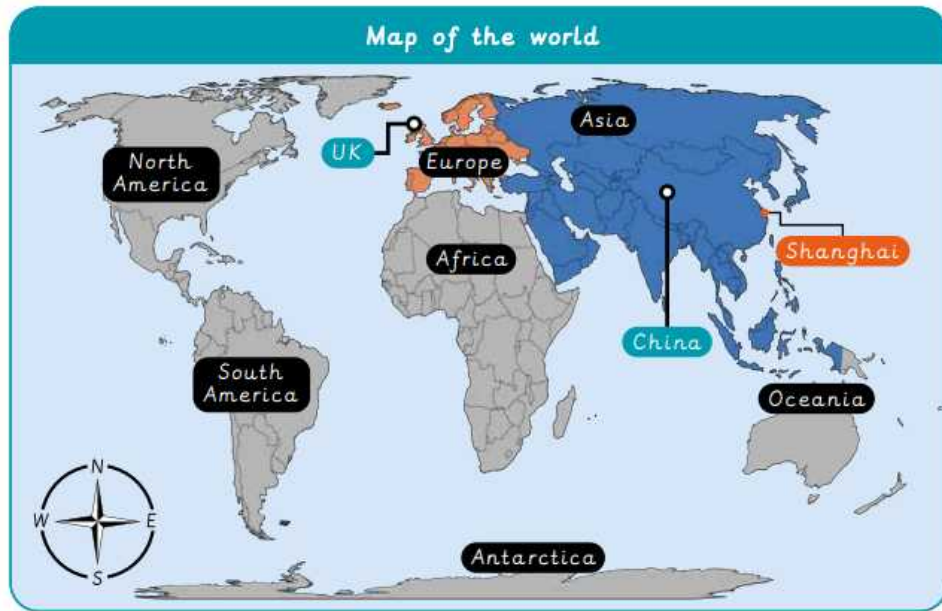 Map of the world
Asia
UK
Europe
North
America
Shanghai
Africa
China
South
America
Oceania
N
W
E
S
Antarctica